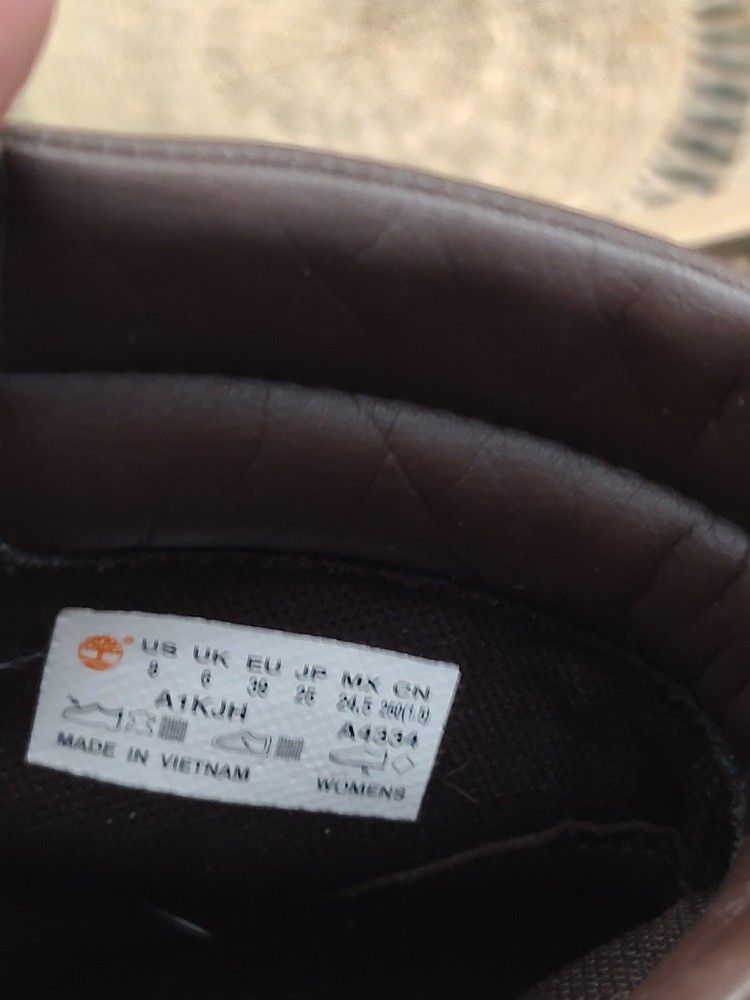 US UK EU JP MX CN
8 6 39 25 24.5 250(1.5)
A1KJH A4334
MADE IN VIETNAM WOMENS